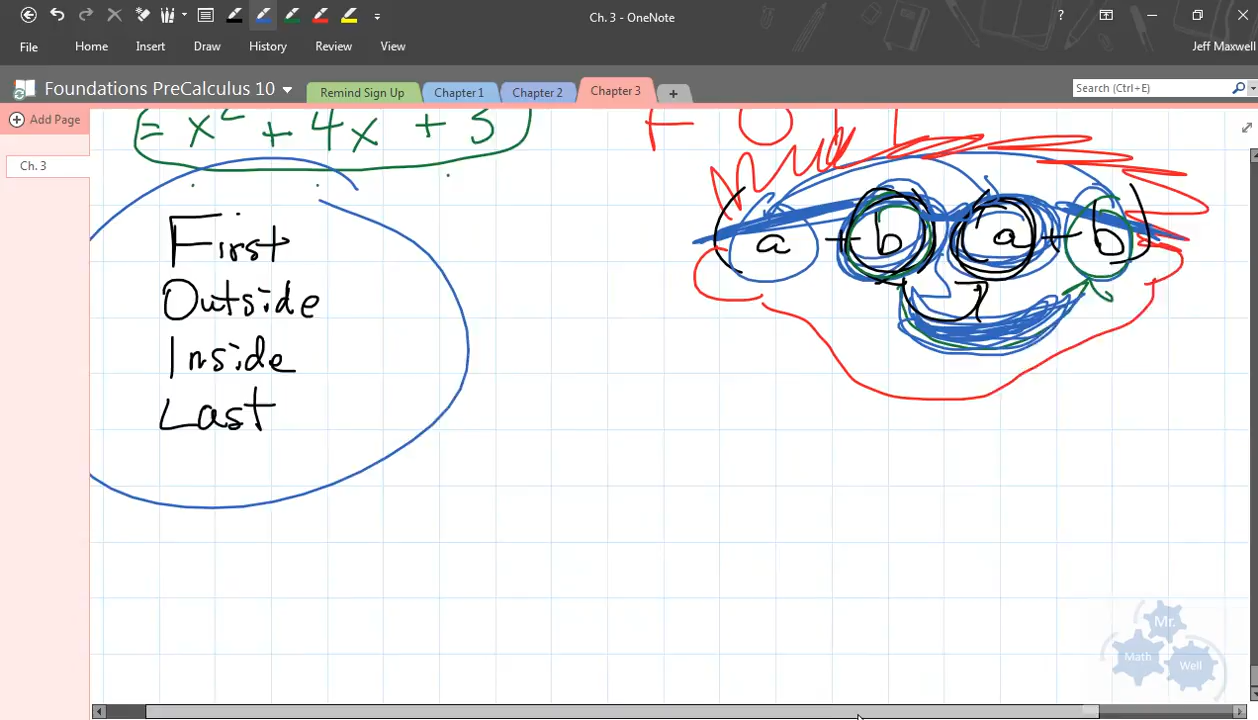 Ch. 3 - OneNote
?
File Home Insert Draw History Review View
Jeff Maxwell
Foundations PreCalculus 10
Remind Sign Up Chapter 1 Chapter 2 Chapter 3 +
Search (Ctrl+E)
Add Page
Ch. 3
= x² + 4x + 3
F O I L
(a + b)(a + b)
First
Outside
Inside
Last
Mr.
Math
Well